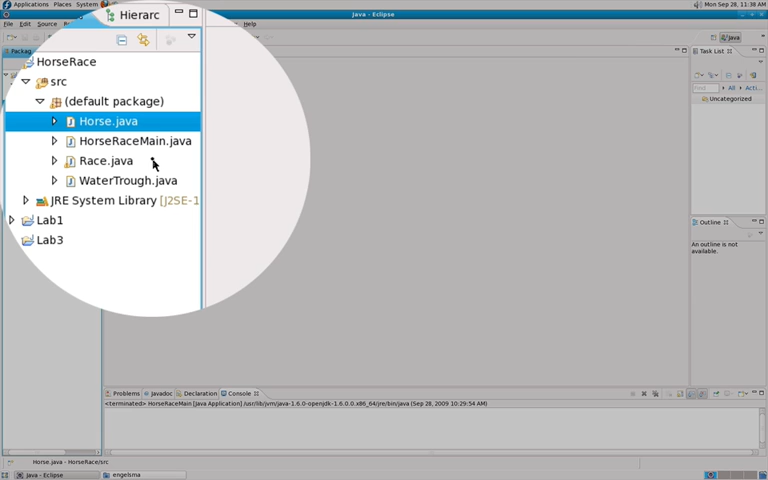 Applications Places System
Mon Sep 28, 11:38 AM
Java - Eclipse
File Edit Source
Help
Java
Hierarc
Packag
HorseRace
src
(default package)
Horse.java
HorseRaceMain.java
Race.java
WaterTrough.java
JRE System Library [J2SE-1
Lab1
Lab3
Task List
Find All Acti...
Uncategorized
Outline
An outline is not
available.
Problems Javadoc Declaration Console
<terminated> HorseRaceMain [Java Application] /usr/lib/jvm/java-1.6.0-openjdk-1.6.0.0.x86_64/jre/bin/java (Sep 28, 2009 10:29:54 AM)
Horse.java - HorseRace/src
Java - Eclipse
engelsma